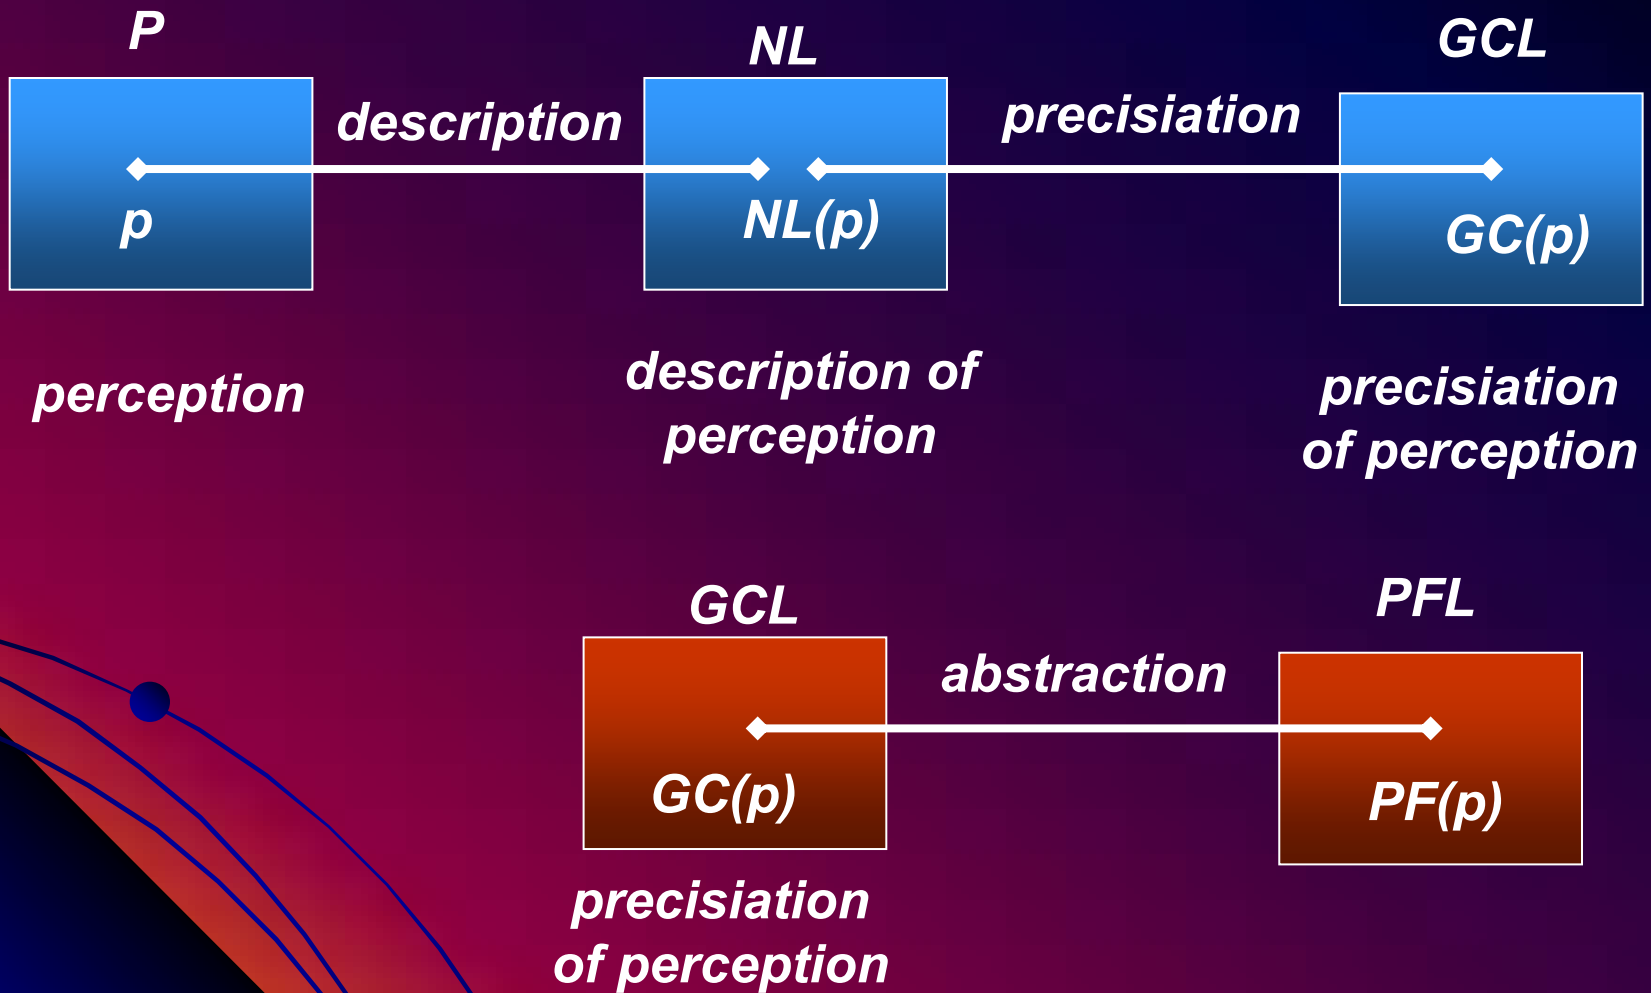 P
NL
GCL
description
precisiation
p
NL(p)
GC(p)
perception
description of
perception
precisiation
of perception
GCL
PFL
abstraction
GC(p)
PF(p)
precisiation
of perception